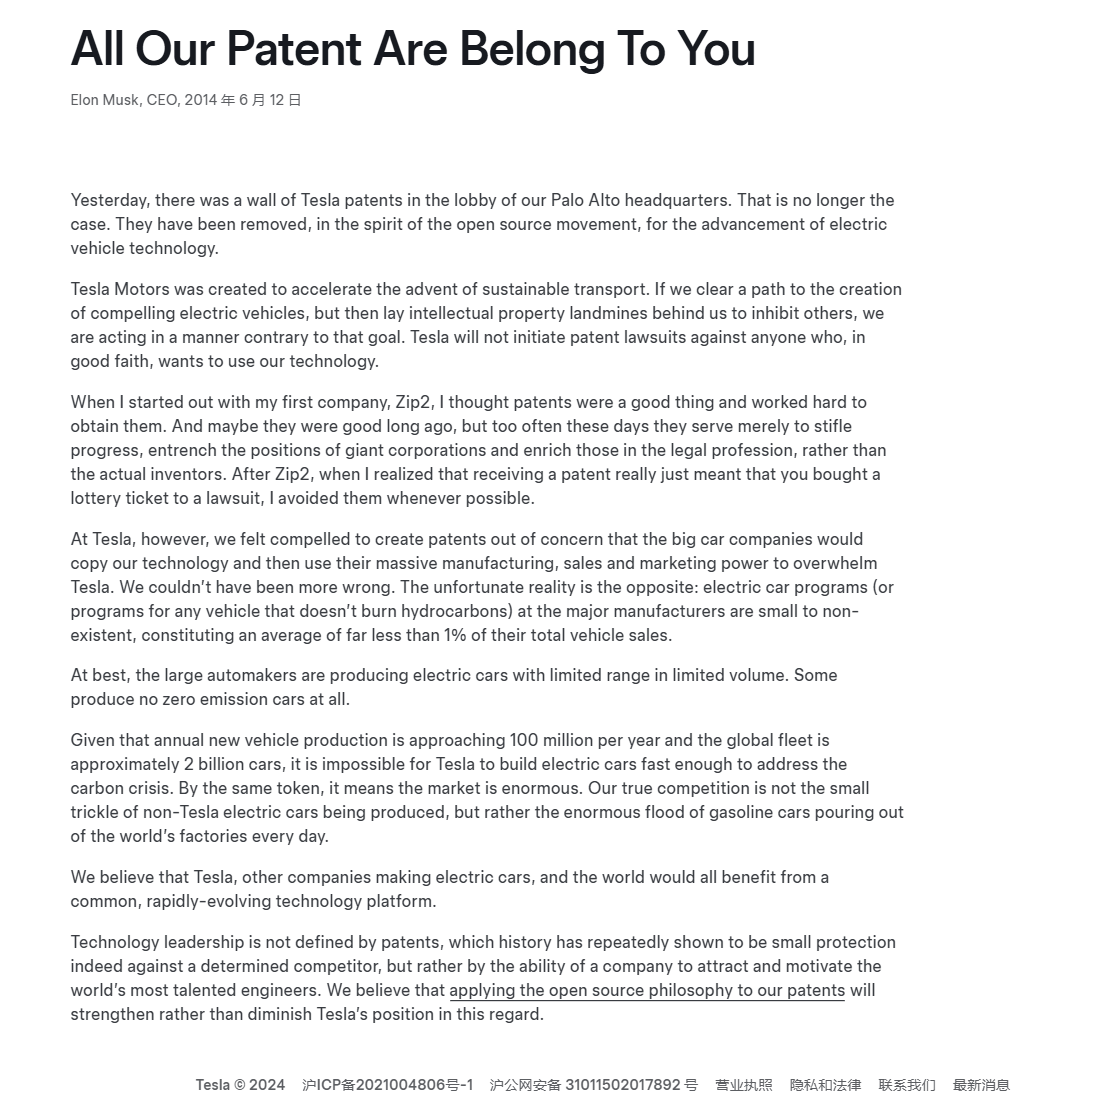 All Our Patent Are Belong To You
Elon Musk, CEO, 2014 年 6 月 12 日
Yesterday, there was a wall of Tesla patents in the lobby of our Palo Alto headquarters. That is no longer the
case. They have been removed, in the spirit of the open source movement, for the advancement of electric
vehicle technology.
Tesla Motors was created to accelerate the advent of sustainable transport. If we clear a path to the creation
of compelling electric vehicles, but then lay intellectual property landmines behind us to inhibit others, we
are acting in a manner contrary to that goal. Tesla will not initiate patent lawsuits against anyone who, in
good faith, wants to use our technology.
When I started out with my first company, Zip2, I thought patents were a good thing and worked hard to
obtain them. And maybe they were good long ago, but too often these days they serve merely to stifle
progress, entrench the positions of giant corporations and enrich those in the legal profession, rather than
the actual inventors. After Zip2, when I realized that receiving a patent really just meant that you bought a
lottery ticket to a lawsuit, I avoided them whenever possible.
At Tesla, however, we felt compelled to create patents out of concern that the big car companies would
copy our technology and then use their massive manufacturing, sales and marketing power to overwhelm
Tesla. We couldn’t have been more wrong. The unfortunate reality is the opposite: electric car programs (or
programs for any vehicle that doesn’t burn hydrocarbons) at the major manufacturers are small to non-
existent, constituting an average of far less than 1% of their total vehicle sales.
At best, the large automakers are producing electric cars with limited range in limited volume. Some
produce no zero emission cars at all.
Given that annual new vehicle production is approaching 100 million per year and the global fleet is
approximately 2 billion cars, it is impossible for Tesla to build electric cars fast enough to address the
carbon crisis. By the same token, it means the market is enormous. Our true competition is not the small
trickle of non-Tesla electric cars being produced, but rather the enormous flood of gasoline cars pouring out
of the world’s factories every day.
We believe that Tesla, other companies making electric cars, and the world would all benefit from a
common, rapidly-evolving technology platform.
Technology leadership is not defined by patents, which history has repeatedly shown to be small protection
indeed against a determined competitor, but rather by the ability of a company to attract and motivate the
world’s most talented engineers. We believe that applying the open source philosophy to our patents will
strengthen rather than diminish Tesla’s position in this regard.
Tesla © 2024 沪ICP备2021004806号-1 沪公网安备 31011502017892 号 营业执照 隐私和法律 联系我们 最新消息